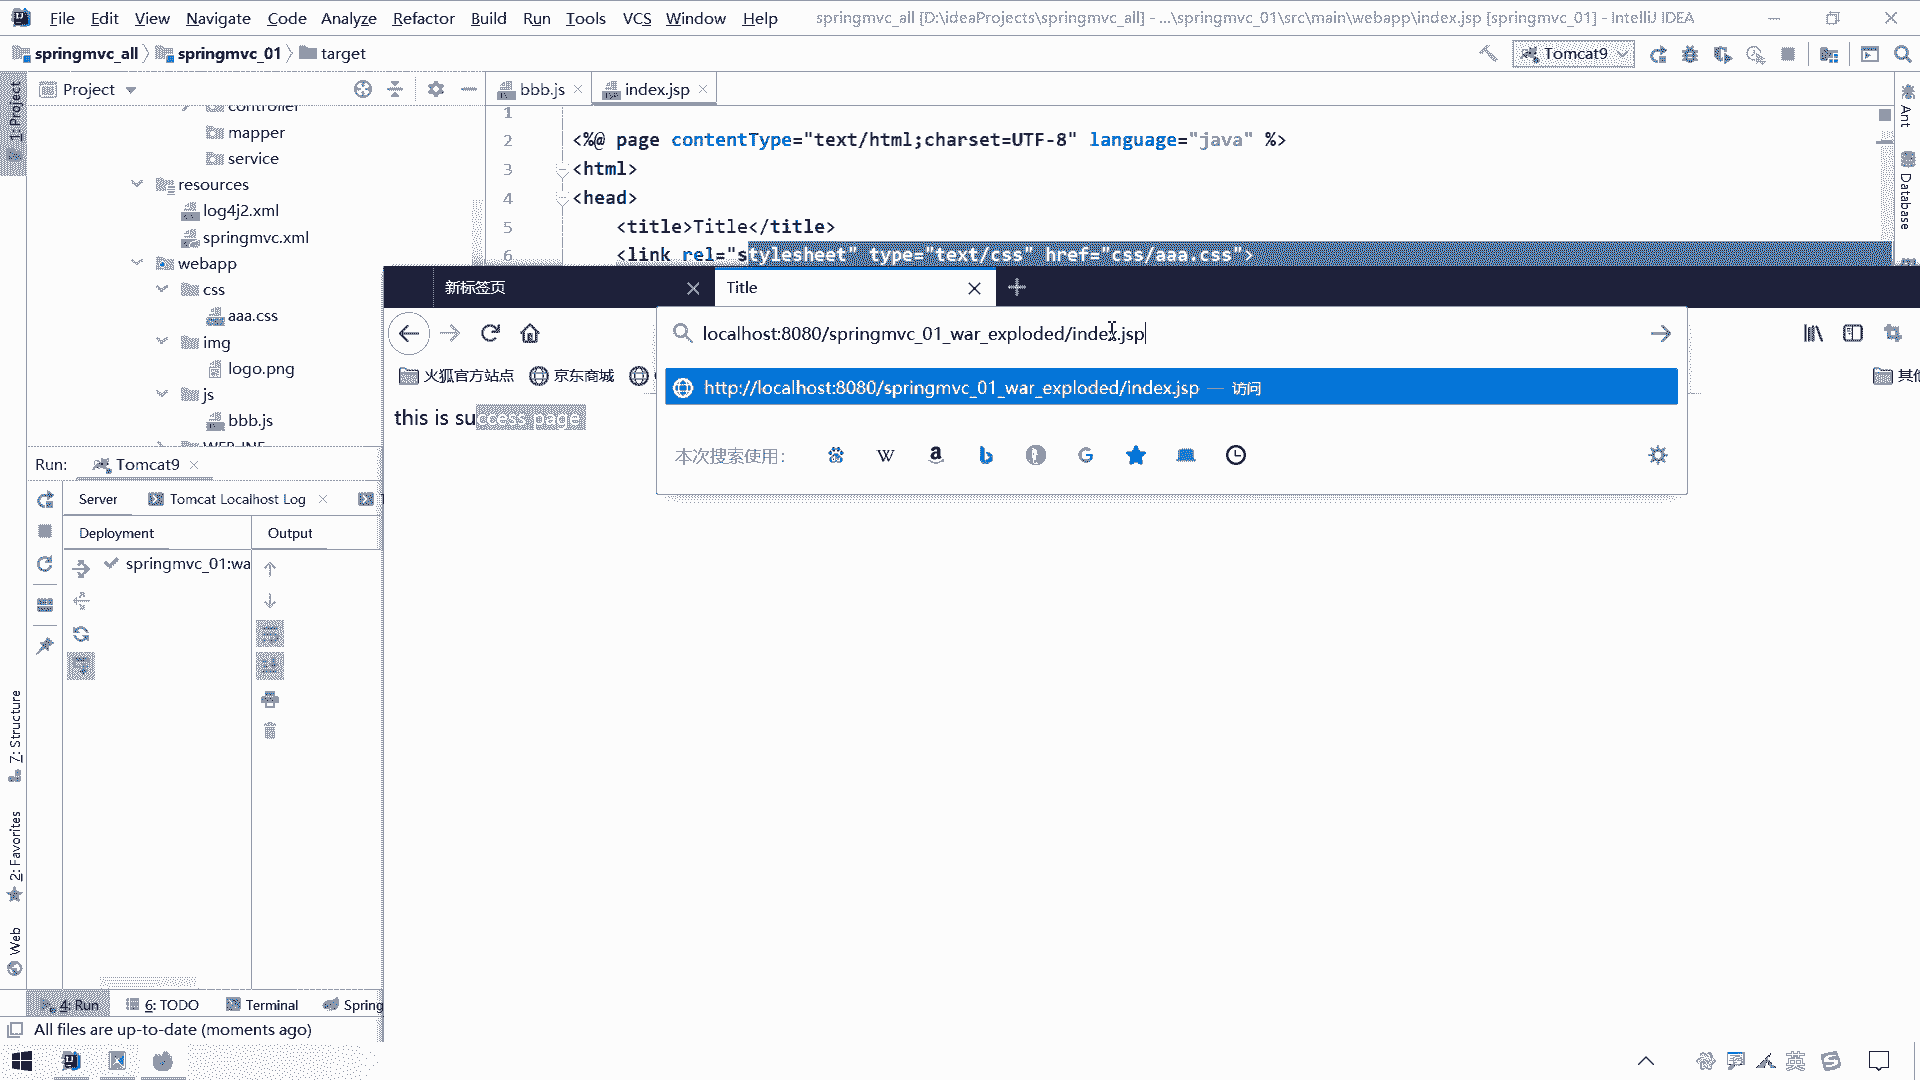 File Edit View Navigate Code Analyze Refactor Build Run Tools VCS Window Help springmvc_all [D:\ideaProjects\springmvc_all] - ...\springmvc_01\src\main\webapp\index.jsp [springmvc_01] - IntelliJ IDEA
springmvc_all springmvc_01 target Tomcat9
1: Project
Project
bbb.js index.jsp
controller
mapper
service
resources
log4j2.xml
springmvc.xml
webapp
css
aaa.css
img
logo.png
js
bbb.js
WEB-INF
1
2 <%@ page contentType="text/html;charset=UTF-8" language="java" %>
3 <html>
4 <head>
5 <title>Title</title>
6 <link rel="stylesheet" type="text/css" href="css/aaa.css">
Ant
Database
新标签页 Title
localhost:8080/springmvc_01_war_exploded/index.jsp
火狐官方站点 京东商城
http://localhost:8080/springmvc_01_war_exploded/index.jsp — 访问
this is success page
本次搜索使用:
Run: Tomcat9
Server Tomcat Localhost Log
Deployment Output
springmvc_01:wa
7: Structure
2: Favorites
Web
4: Run 6: TODO Terminal Spring
All files are up-to-date (moments ago)
英